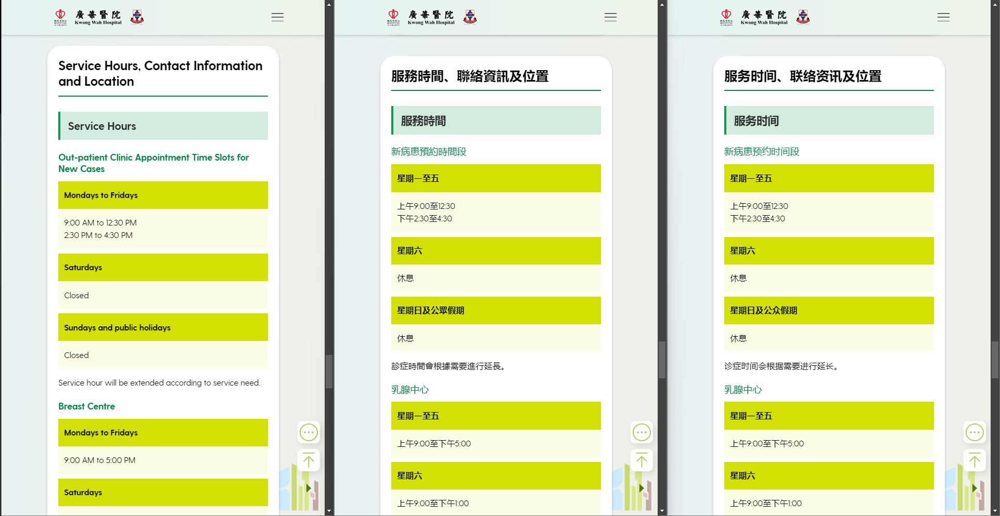 廣華醫院
Kwong Wah Hospital
Service Hours, Contact Information
and Location
Service Hours
Out-patient Clinic Appointment Time Slots for
New Cases
Mondays to Fridays
9:00 AM to 12:30 PM
2:30 PM to 4:30 PM
Saturdays
Closed
Sundays and public holidays
Closed
Service hour will be extended according to service need.
Breast Centre
Mondays to Fridays
9:00 AM to 5:00 PM
Saturdays
廣華醫院
Kwong Wah Hospital
服務時間、聯絡資訊及位置
服務時間
新病患預約時間段
星期一至五
上午9:00至12:30
下午2:30至4:30
星期六
休息
星期日及公眾假期
休息
診症時間會根據需要進行延長。
乳腺中心
星期一至五
上午9:00至下午5:00
星期六
上午9:00至下午1:00
廣華醫院
Kwong Wah Hospital
服务时间、联络资讯及位置
服务时间
新病患预约时间段
星期一至五
上午9:00至12:30
下午2:30至4:30
星期六
休息
星期日及公众假期
休息
诊症时间会根据需要进行延长。
乳腺中心
星期一至五
上午9:00至下午5:00
星期六
上午9:00至下午1:00